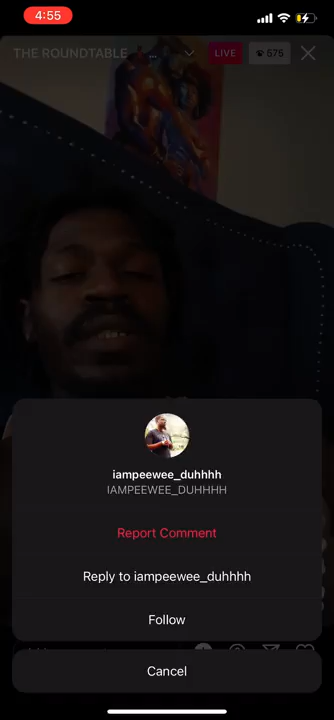 4:55
THE ROUNDTABLE ...
LIVE
575
iampeewee_duhhhh
IAMPEEWEE_DUHHHH
Report Comment
Reply to iampeewee_duhhhh
Follow
Cancel